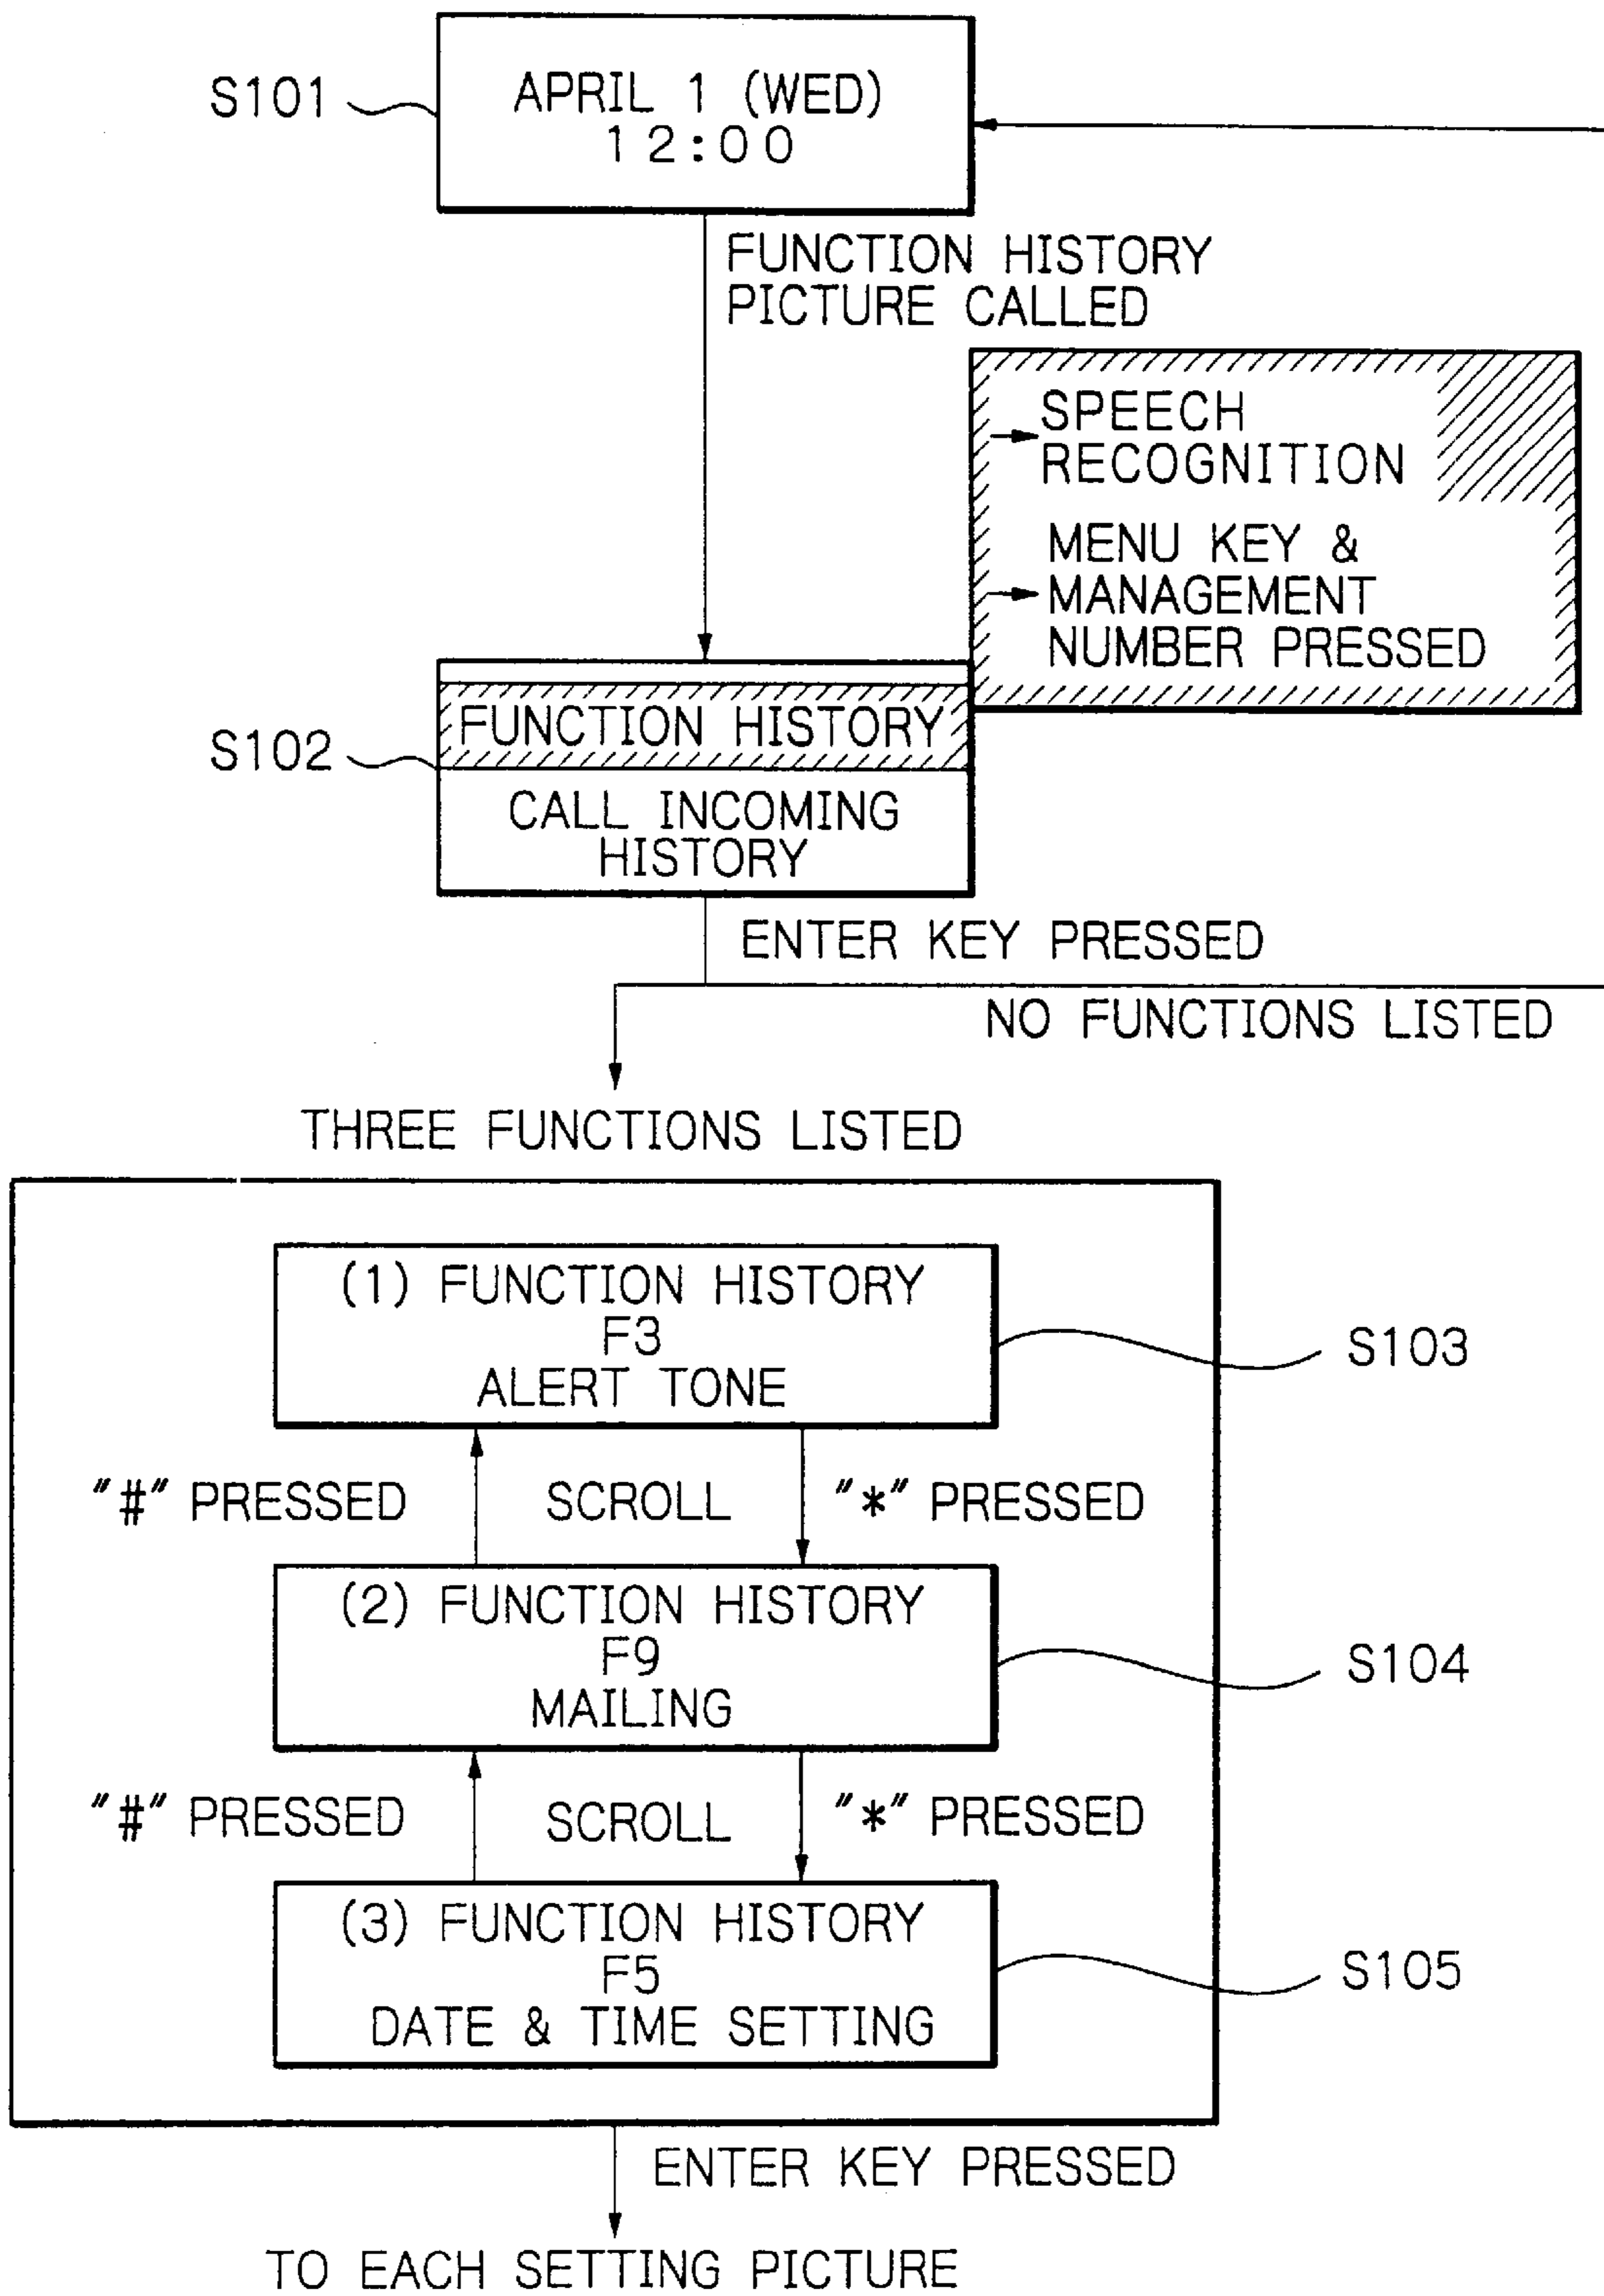 S101
APRIL 1 (WED)
12:00
FUNCTION HISTORY
PICTURE CALLED
SPEECH
RECOGNITION
MENU KEY &
MANAGEMENT
NUMBER PRESSED
S102
FUNCTION HISTORY
CALL INCOMING
HISTORY
ENTER KEY PRESSED
NO FUNCTIONS LISTED
THREE FUNCTIONS LISTED
(1) FUNCTION HISTORY
F3
ALERT TONE
S103
"#" PRESSED
SCROLL
"*" PRESSED
(2) FUNCTION HISTORY
F9
MAILING
S104
"#" PRESSED
SCROLL
"*" PRESSED
(3) FUNCTION HISTORY
F5
DATE & TIME SETTING
S105
ENTER KEY PRESSED
TO EACH SETTING PICTURE